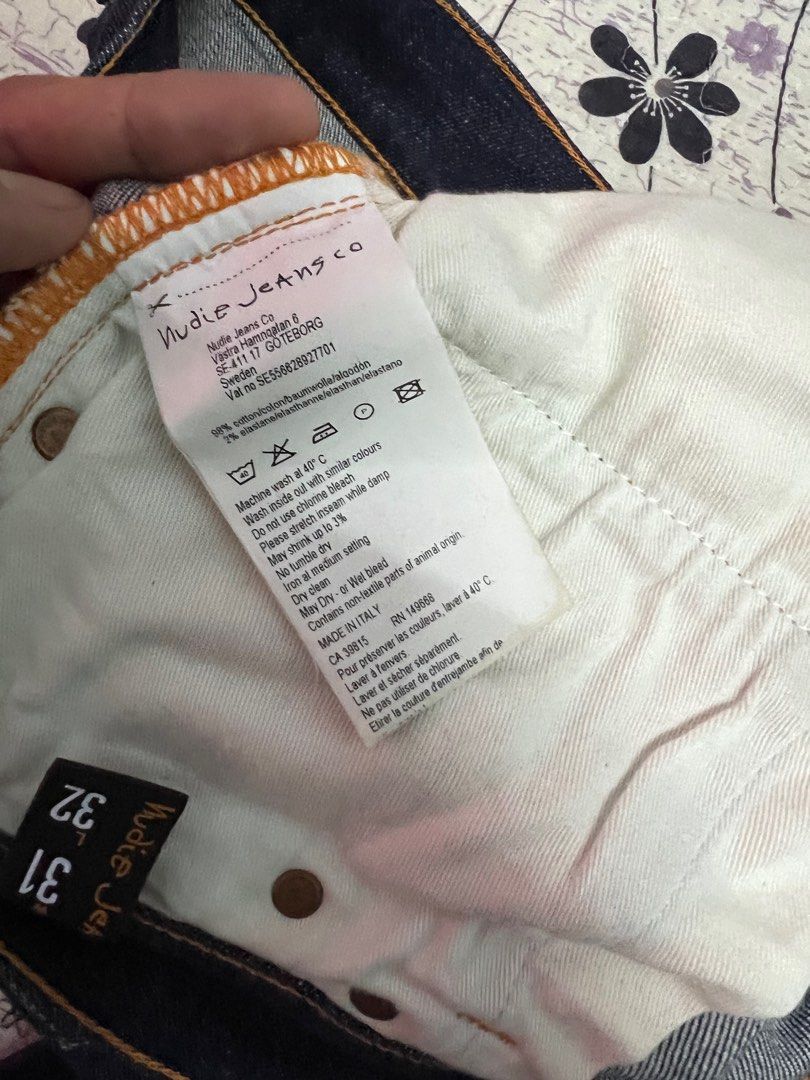 Nudie Jeans co
Nudie Jeans Co
Västra Hamngatan 6
SE-411 17 GÖTEBORG
Sweden
Vat no SE556628927701
98% cotton/coton/baumwolle/algodón
2% elastane/elasthanne/elasthan/elastano
40
P
Machine wash at 40° C
Wash inside out with similar colours
Do not use chlorine bleach
Please stretch inseam while damp
May shrink up to 3%
No tumble dry
Iron at medium setting
Dry clean
May Dry - or Wet bleed
Contains non-textile parts of animal origin.
MADE IN ITALY
CA 39815 RN 149668
Pour préserver les couleurs, laver à 40° C.
Laver à l'envers
Laver et sécher séparément.
Ne pas utiliser de chlorure
Etirer la couture d'entrejambe afin de
Nudie Jea
32
31